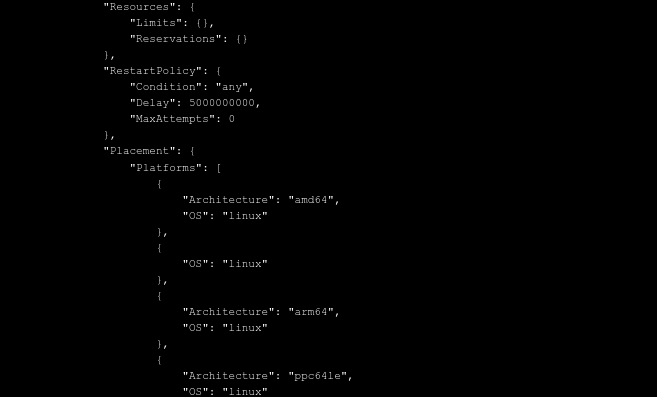 "Resources": {
"Limits": {},
"Reservations": {}
},
"RestartPolicy": {
"Condition": "any",
"Delay": 5000000000,
"MaxAttempts": 0
},
"Placement": {
"Platforms": [
{
"Architecture": "amd64",
"OS": "linux"
},
{
"OS": "linux"
},
{
"Architecture": "arm64",
"OS": "linux"
},
{
"Architecture": "ppc64le",
"OS": "linux"